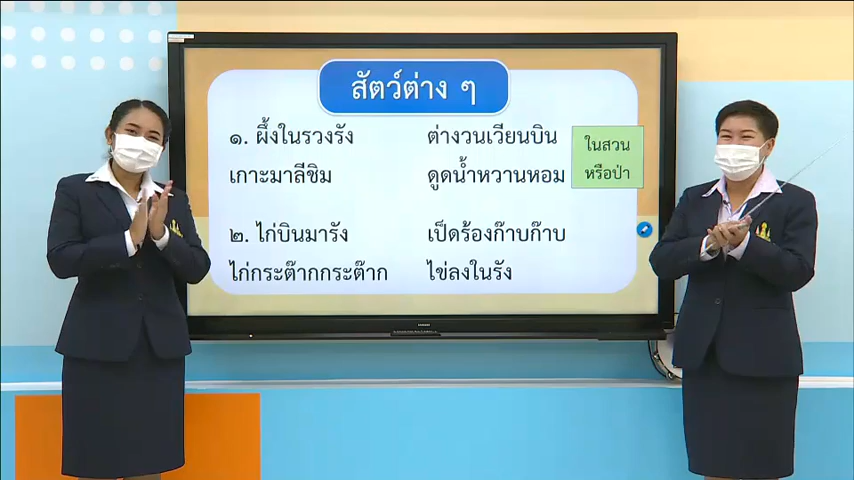 สัตว์ต่าง ๆ
๑. ผึ้งในรวงรัง ต่างวนเวียนบิน
เกาะมาลีชิม ดูดน้ำหวานหอม
ในสวน
หรือป่า
๒. ไก่บินมารัง เป็ดร้องก๊าบก๊าบ
ไก่กระต๊ากกระต๊าก ไข่ลงในรัง